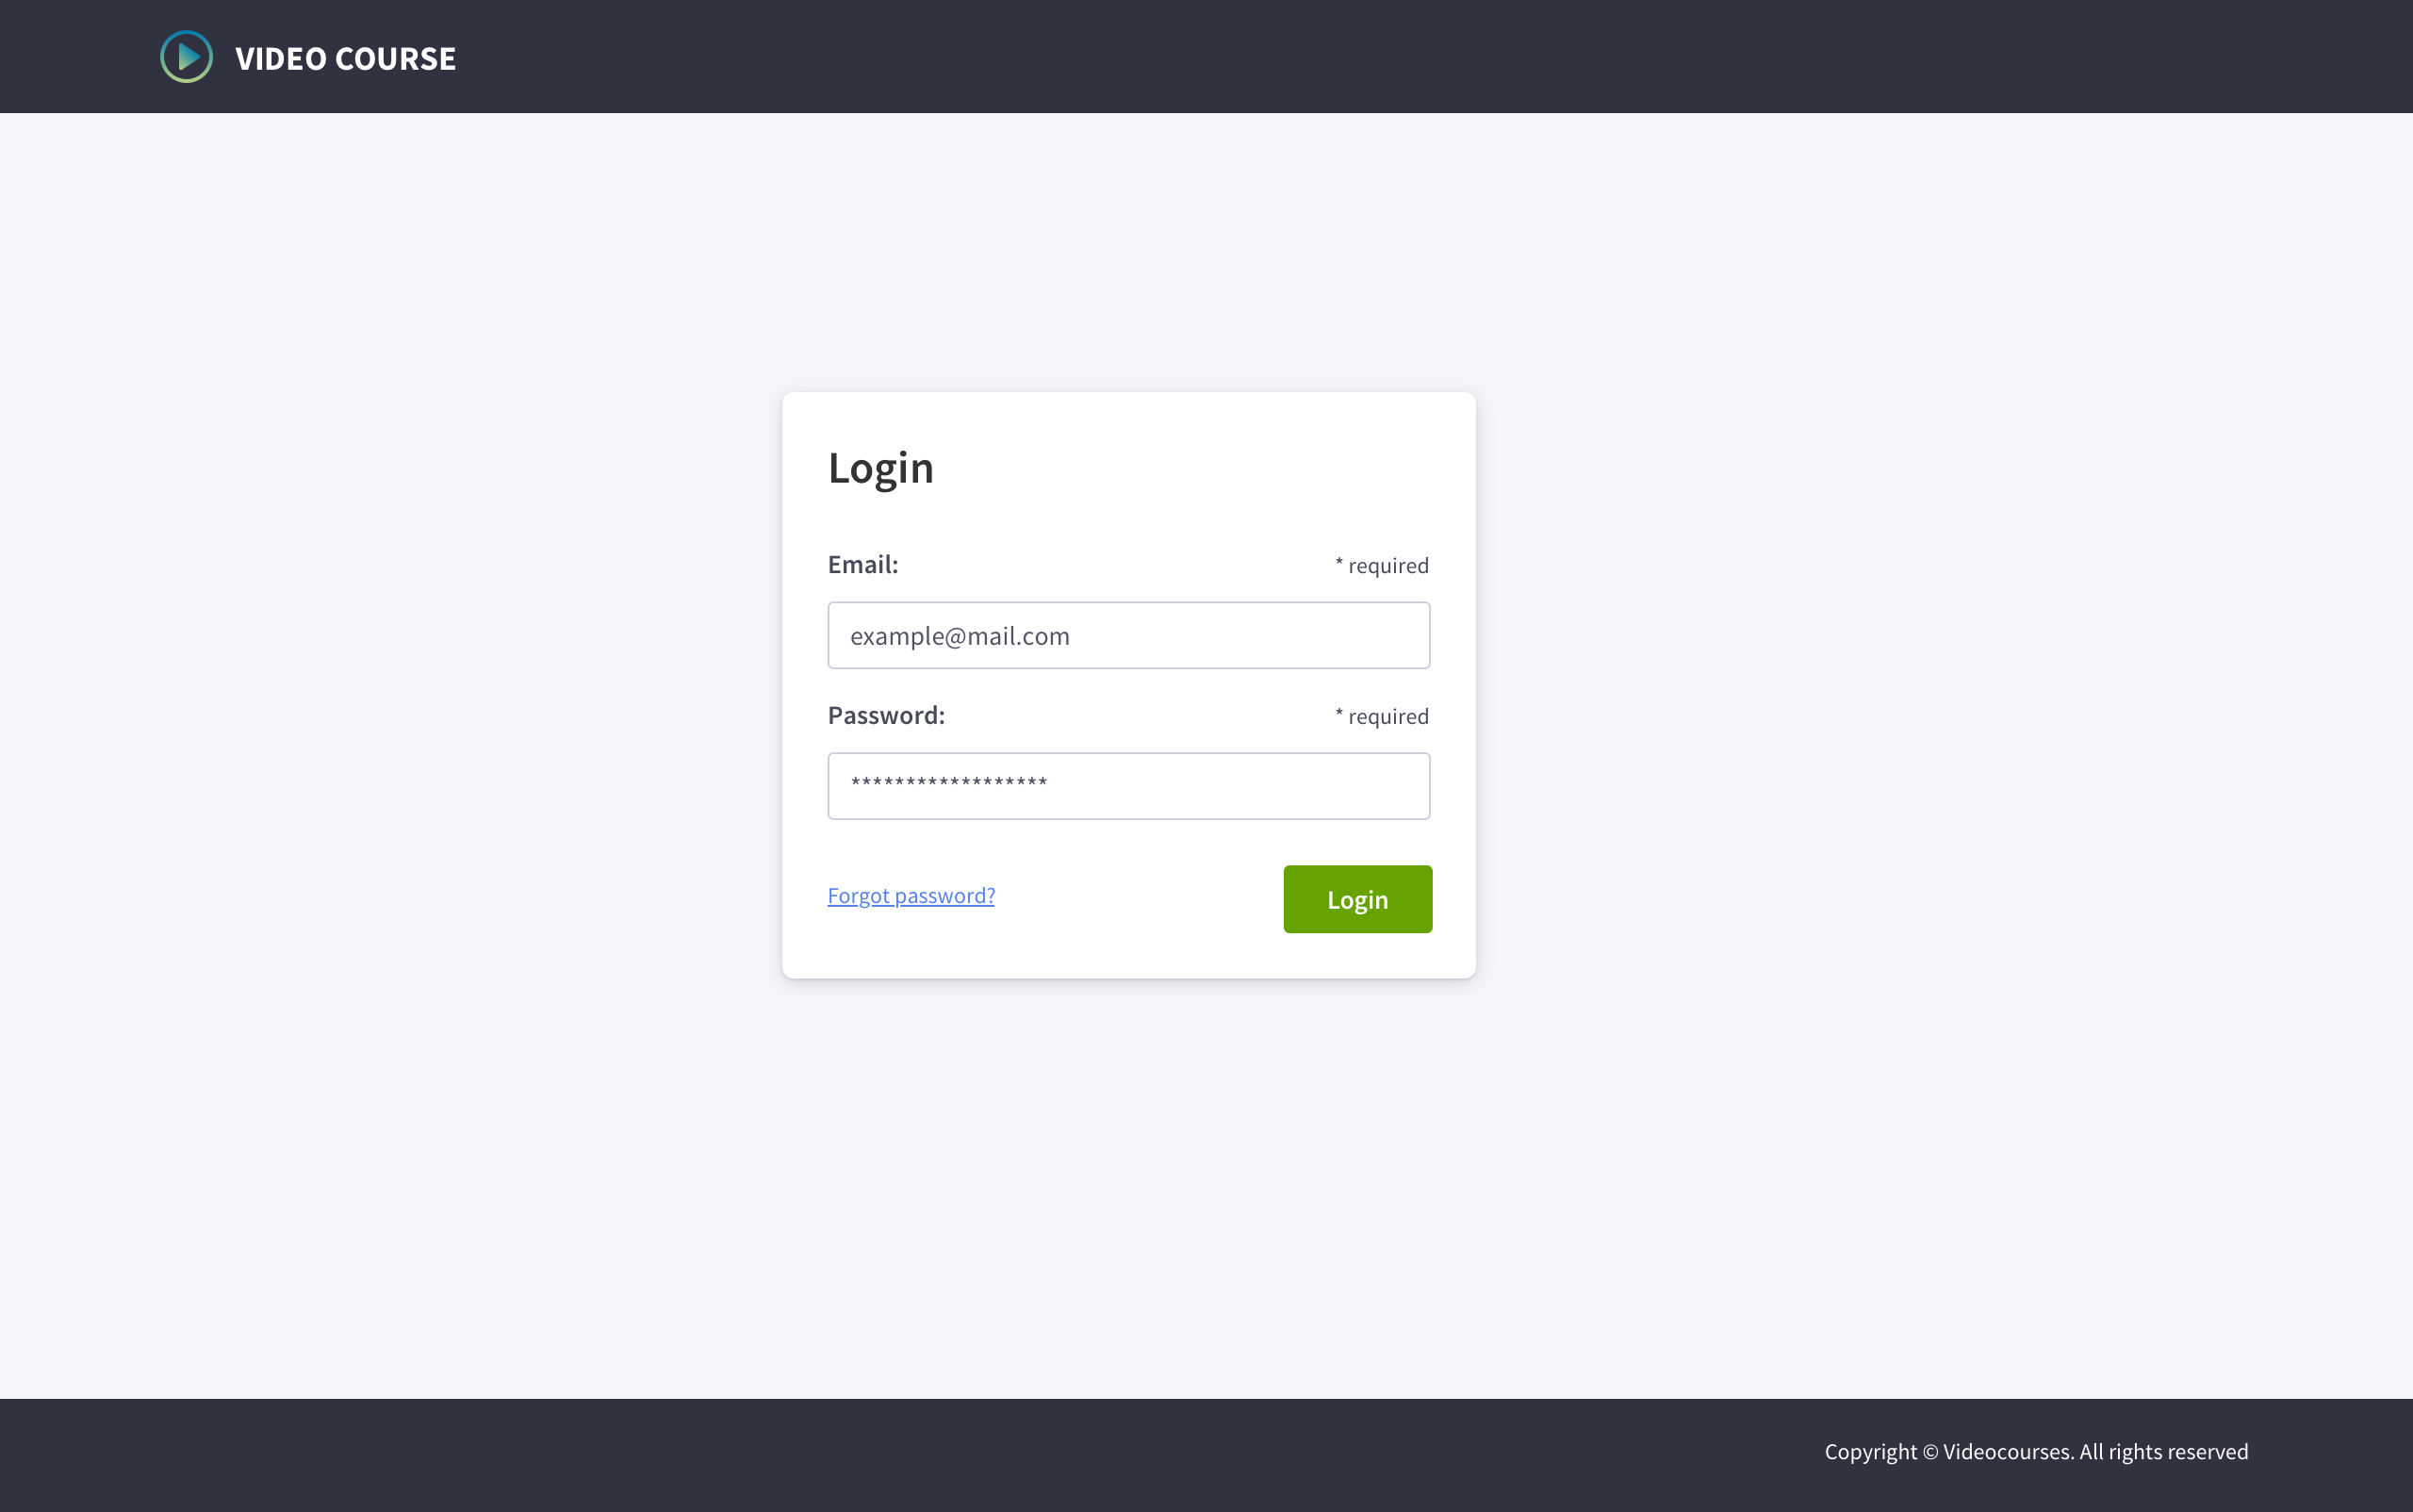 VIDEO COURSE
Login
Email: * required
example@mail.com
Password: * required
******************
Forgot password? Login
Copyright © Videocourses. All rights reserved